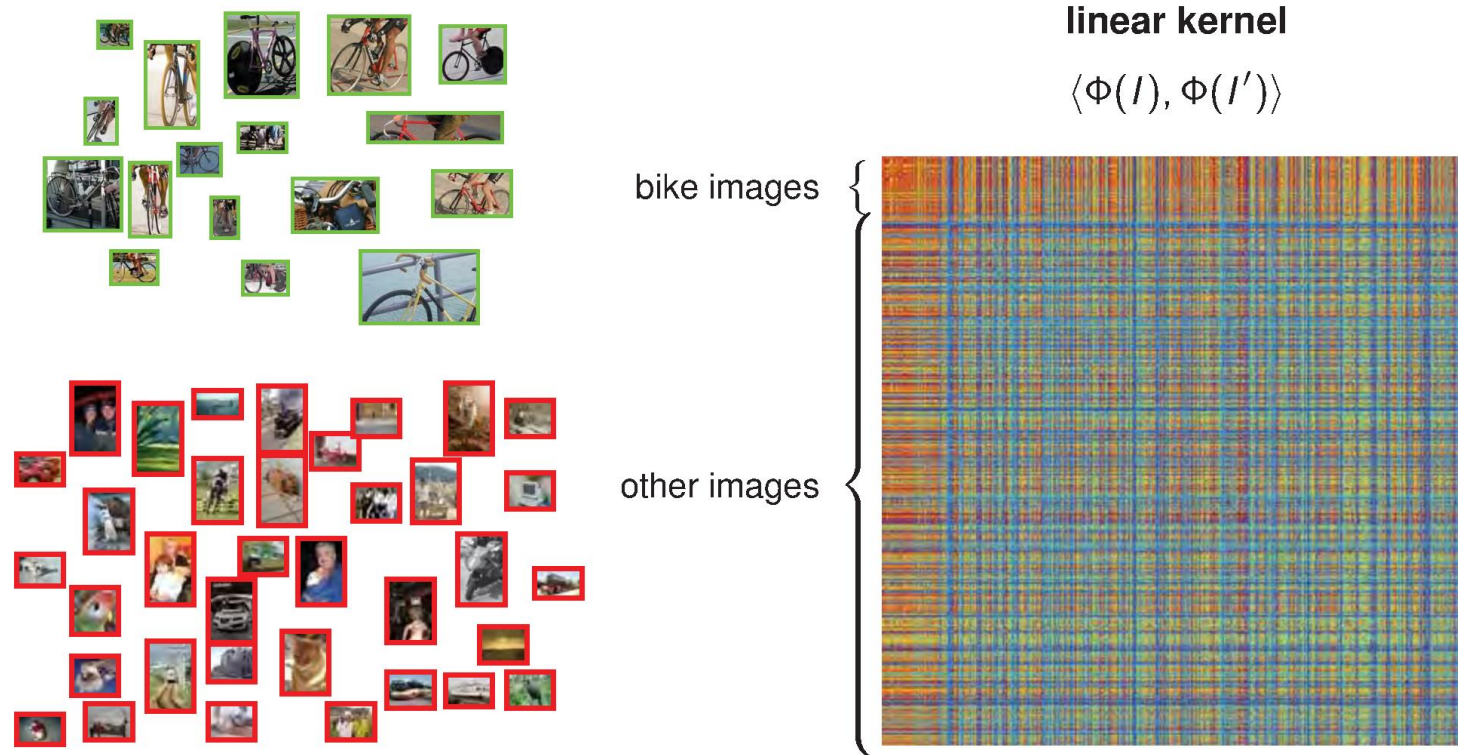 linear kernel
⟨Φ(I), Φ(I′)⟩
bike images
other images